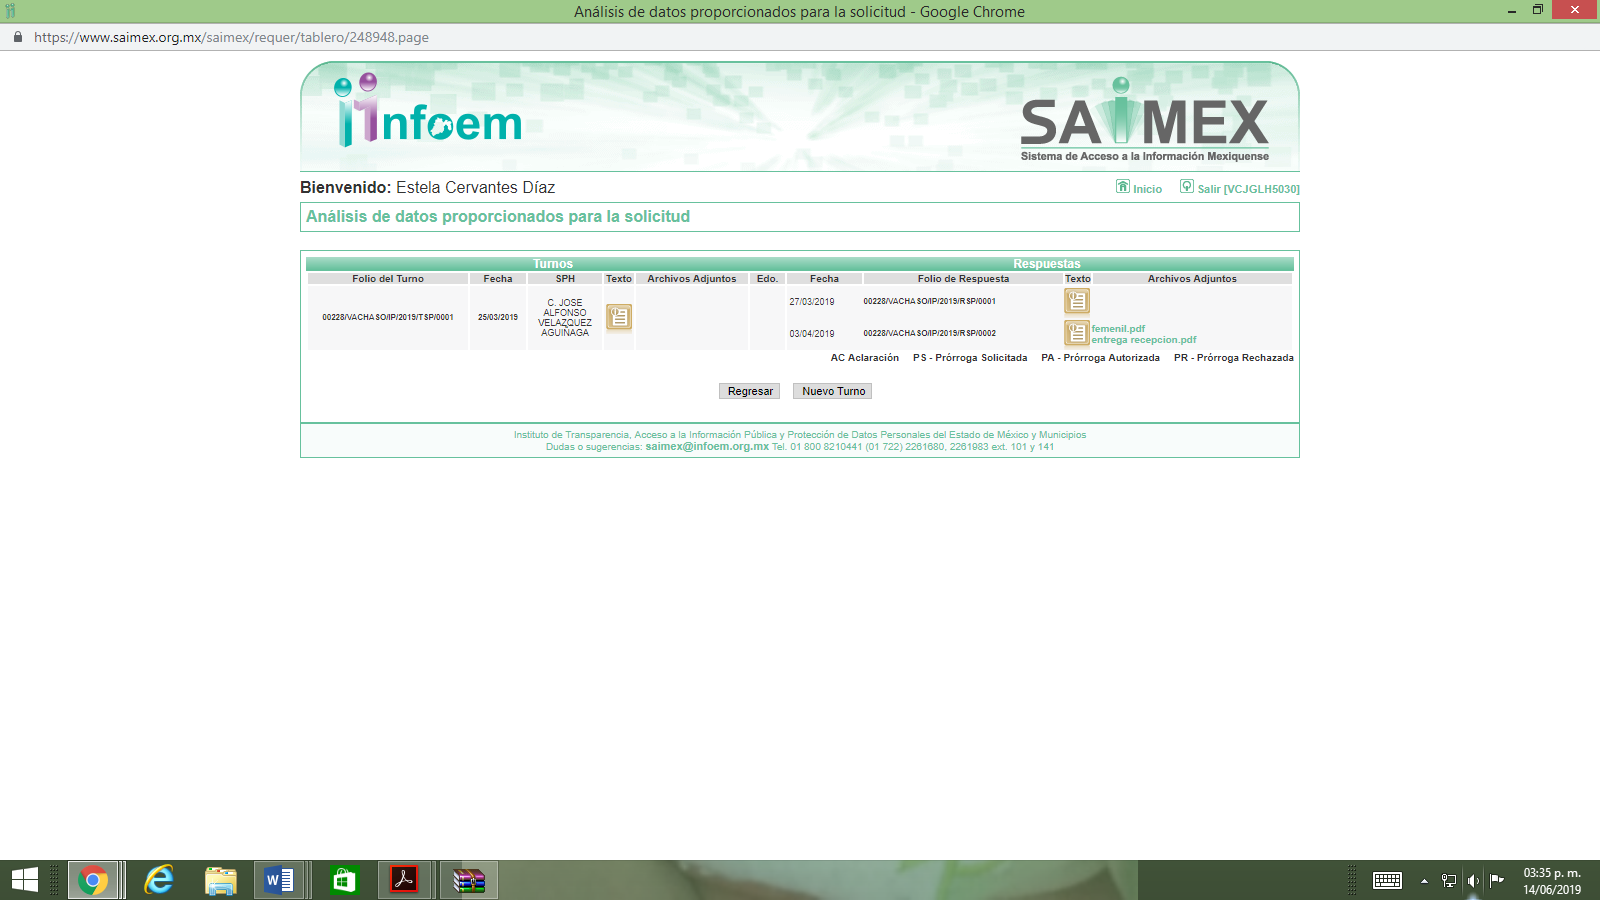 Análisis de datos proporcionados para la solicitud - Google Chrome
https://www.saimex.org.mx/saimex/requer/tablero/248948.page
infoem
SAIMEX
Sistema de Acceso a la Información Mexiquense
Bienvenido: Estela Cervantes Díaz
Inicio
Salir [VCJGLH5030]
Análisis de datos proporcionados para la solicitud
Turnos
Respuestas
Folio del Turno
Fecha
SPH
Texto
Archivos Adjuntos
Edo.
Fecha
Folio de Respuesta
Texto
Archivos Adjuntos
00228/VACHASO/IP/2019/TSP/0001
25/03/2019
C. JOSE
ALFONSO
VELAZQUEZ
AGUIÑAGA
27/03/2019
00228/VACHASO/IP/2019/RSP/0001
03/04/2019
00228/VACHASO/IP/2019/RSP/0002
femenil.pdf
entrega recepcion.pdf
AC Aclaración PS - Prórroga Solicitada PA - Prórroga Autorizada PR - Prórroga Rechazada
Regresar
Nuevo Turno
Instituto de Transparencia, Acceso a la Información Pública y Protección de Datos Personales del Estado de México y Municipios
Dudas o sugerencias: saimex@infoem.org.mx Tel. 01 800 8210441 (01 722) 2261680, 2261983 ext. 101 y 141
03:35 p. m.
14/06/2019